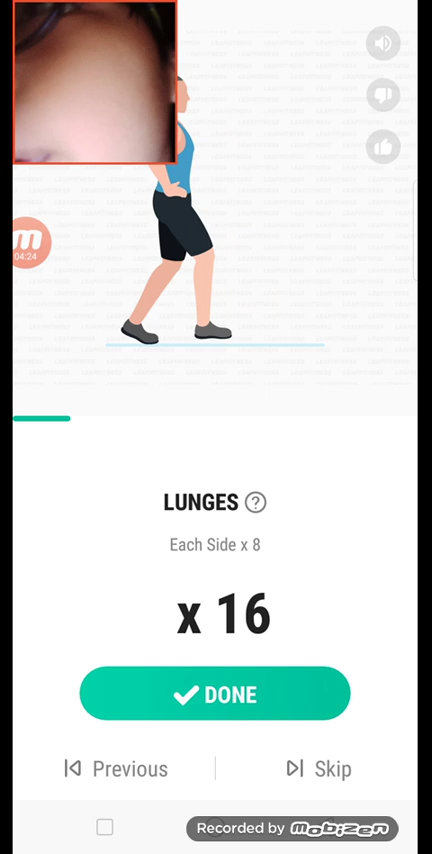 m
04:24
LUNGES ?
Each Side x 8
x 16
DONE
Previous
Skip
Recorded by mobizen